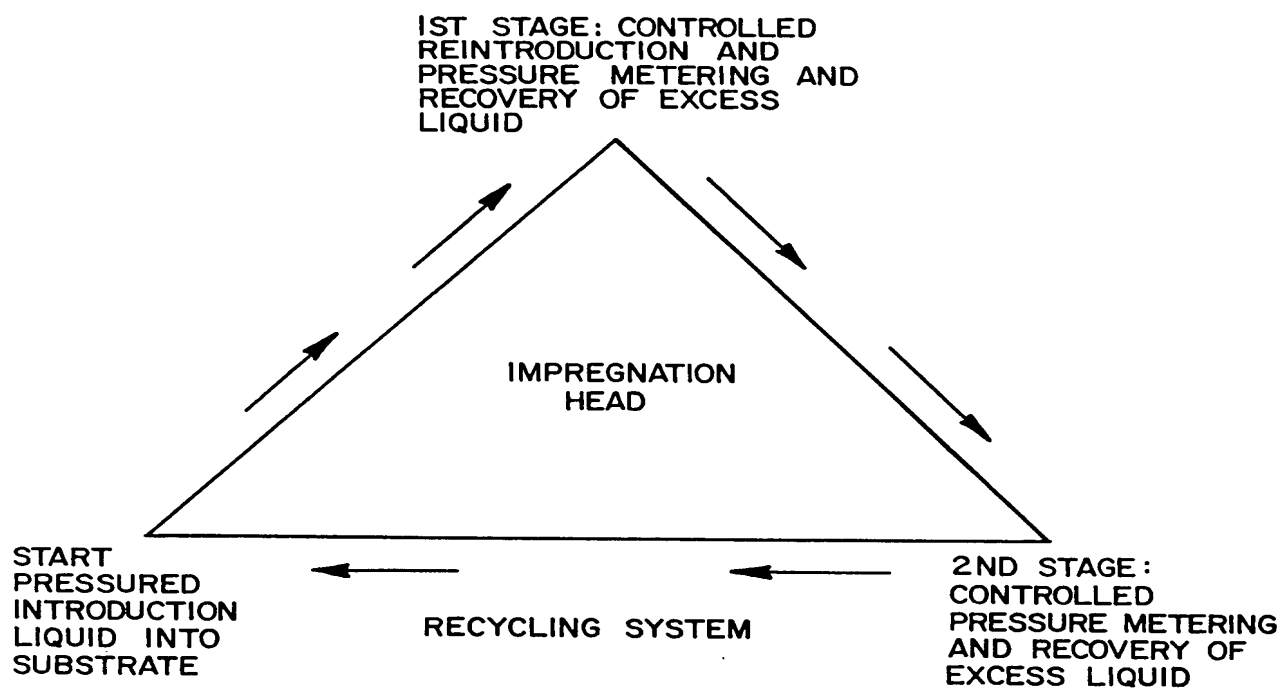 1ST STAGE: CONTROLLED
REINTRODUCTION AND
PRESSURE METERING AND
RECOVERY OF EXCESS
LIQUID
IMPREGNATION
HEAD
START
PRESSURED
INTRODUCTION
LIQUID INTO
SUBSTRATE
RECYCLING SYSTEM
2ND STAGE:
CONTROLLED
PRESSURE METERING
AND RECOVERY OF
EXCESS LIQUID